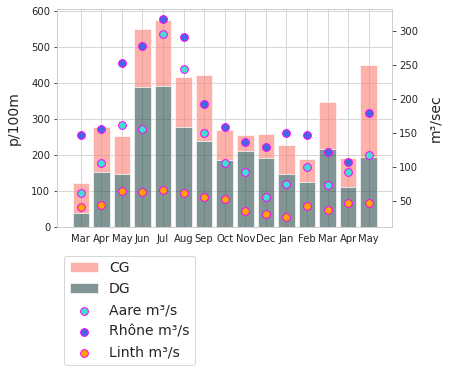 600
500
400
300
200
100
0
p/100m
300
250
200
150
100
50
m³/sec
Mar Apr May Jun Jul Aug Sep Oct Nov Dec Jan Feb Mar Apr May
CG
DG
Aare m³/s
Rhône m³/s
Linth m³/s